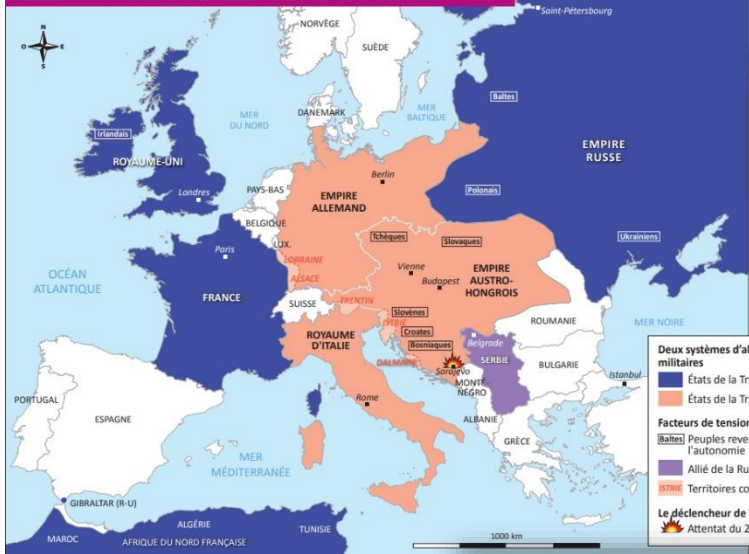 Saint-Pétersbourg
NORVÈGE
SUÈDE
O
N
E
S
MER
DU NORD
DANEMARK
MER
BALTIQUE
Baltes
Irlandais
ROYAUME-UNI
EMPIRE
RUSSE
Londres
PAYS-BAS
Berlin
EMPIRE
ALLEMAND
Polonais
BELGIQUE
LUX.
Tchèques
Slovaques
Ukrainiens
Paris
LORRAINE
ALSACE
Vienne
Budapest
EMPIRE
AUSTRO-
HONGROIS
OCÉAN
ATLANTIQUE
FRANCE
SUISSE
TRENTIN
Slovènes
ISTRIE
Croates
Bosniaques
ROUMANIE
MER NOIRE
ROYAUME
D'ITALIE
Belgrade
SERBIE
DALMATIE
Sarajevo
MONTÉ-
NÉGRO
BULGARIE
Istanbul
PORTUGAL
ESPAGNE
Rome
ALBANIE
GRÈCE
MER
MÉDITERRANÉE
GIBRALTAR (R-U)
MAROC
ALGÉRIE
TUNISIE
AFRIQUE DU NORD FRANÇAISE
1000 km
Deux systèmes d'al
militaires
États de la Tri
États de la Tri
Facteurs de tension
Baltes Peuples reve
l'autonomie
Allié de la Ru
ISTRIE Territoires co
Le déclencheur de
Attentat du 2